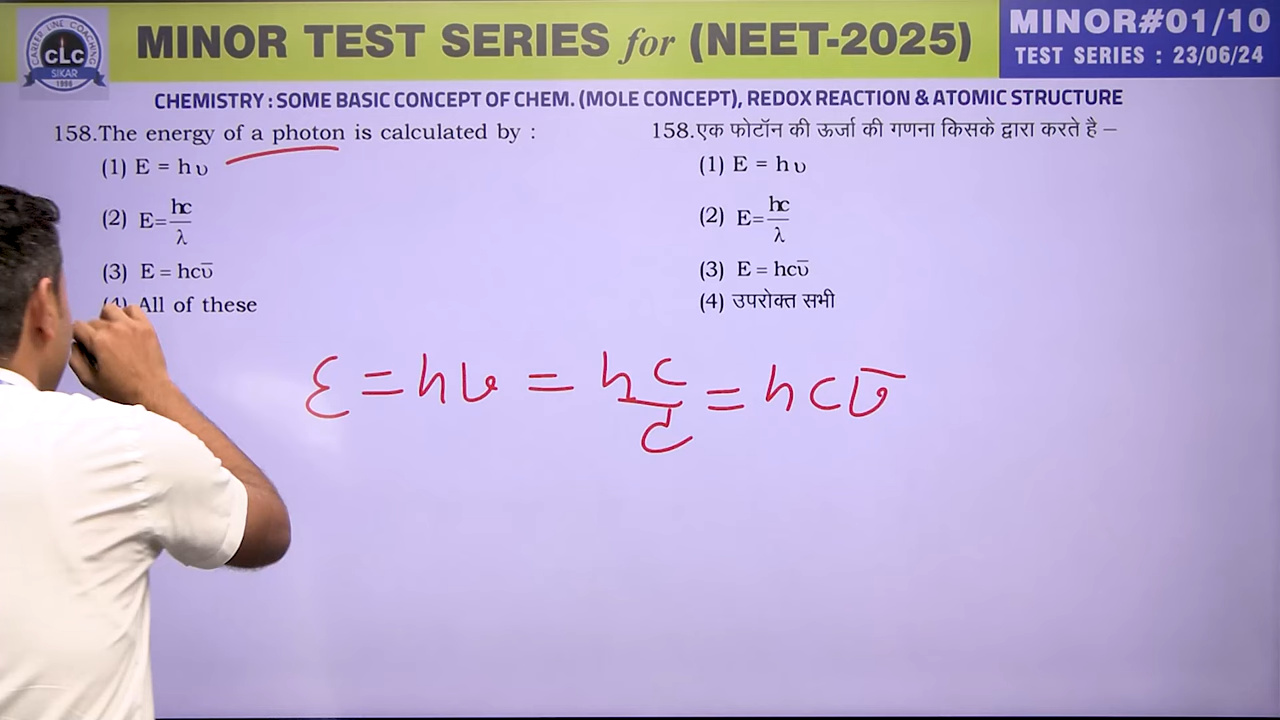 CAREER LINE COACHING
CLC
SIKAR
1996
MINOR TEST SERIES for (NEET-2025)
MINOR#01/10
TEST SERIES : 23/06/24
CHEMISTRY : SOME BASIC CONCEPT OF CHEM. (MOLE CONCEPT), REDOX REACTION & ATOMIC STRUCTURE
158.The energy of a photon is calculated by :
(1) E = hυ
(2) E=hc/λ
(3) E = hcῡ
(4) All of these
158.एक फोटॉन की ऊर्जा की गणना किसके द्वारा करते है –
(1) E = hυ
(2) E=hc/λ
(3) E = hcῡ
(4) उपरोक्त सभी
E = hυ = hc/d = hcῡ